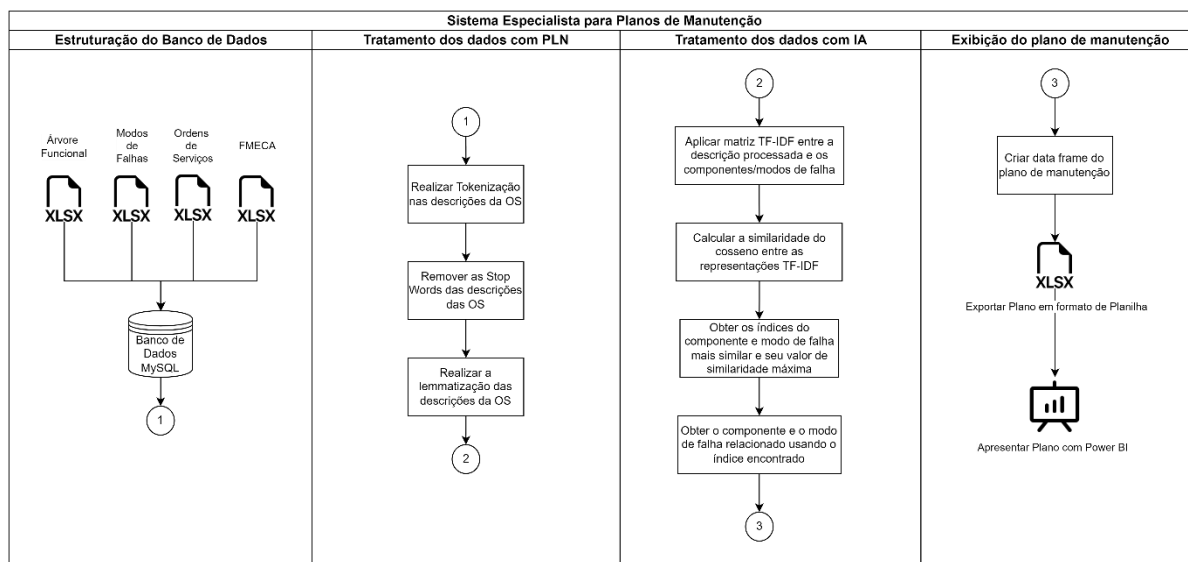 Sistema Especialista para Planos de Manutenção
Estruturação do Banco de Dados
Árvore
Funcional
Modos
de
Falhas
Ordens
de
Serviços
FMECA
XLSX
XLSX
XLSX
XLSX
Banco de
Dados
MySQL
1
Tratamento dos dados com PLN
1
Realizar Tokenização
nas descrições da OS
Remover as Stop
Words das descrições
das OS
Realizar a
lemmatização das
descrições da OS
2
Tratamento dos dados com IA
2
Aplicar matriz TF-IDF entre a
descrição processada e os
componentes/modos de falha
Calcular a similaridade do
cosseno entre as
representações TF-IDF
Obter os índices do
componente e modo de falha
mais similar e seu valor de
similaridade máxima
Obter o componente e o modo
de falha relacionado usando o
índice encontrado
3
Exibição do plano de manutenção
3
Criar data frame do
plano de manutenção
XLSX
Exportar Plano em formato de Planilha
Apresentar Plano com Power BI